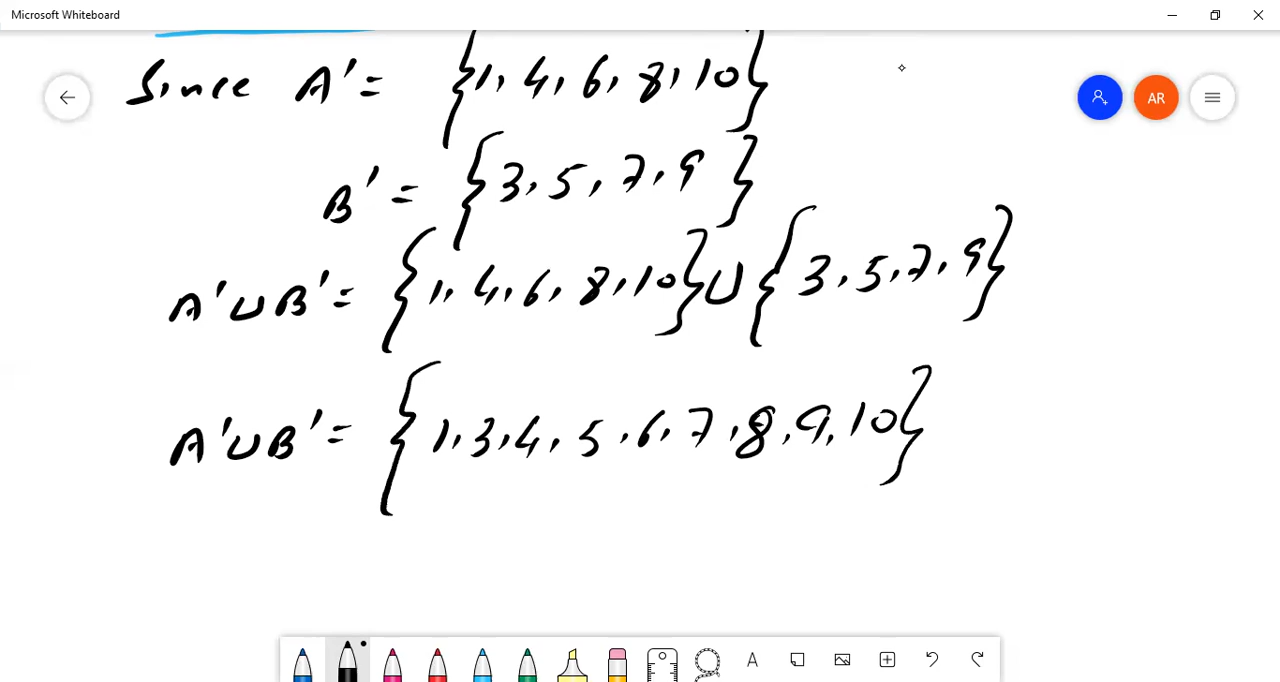 Microsoft Whiteboard
Since A' = {1, 4, 6, 8, 10}
AR
B' = {3, 5, 7, 9}
A'∪B' = {1, 4, 6, 8, 10} ∪ {3, 5, 7, 9}
A'∪B' = {1, 3, 4, 5, 6, 7, 8, 9, 10}
A